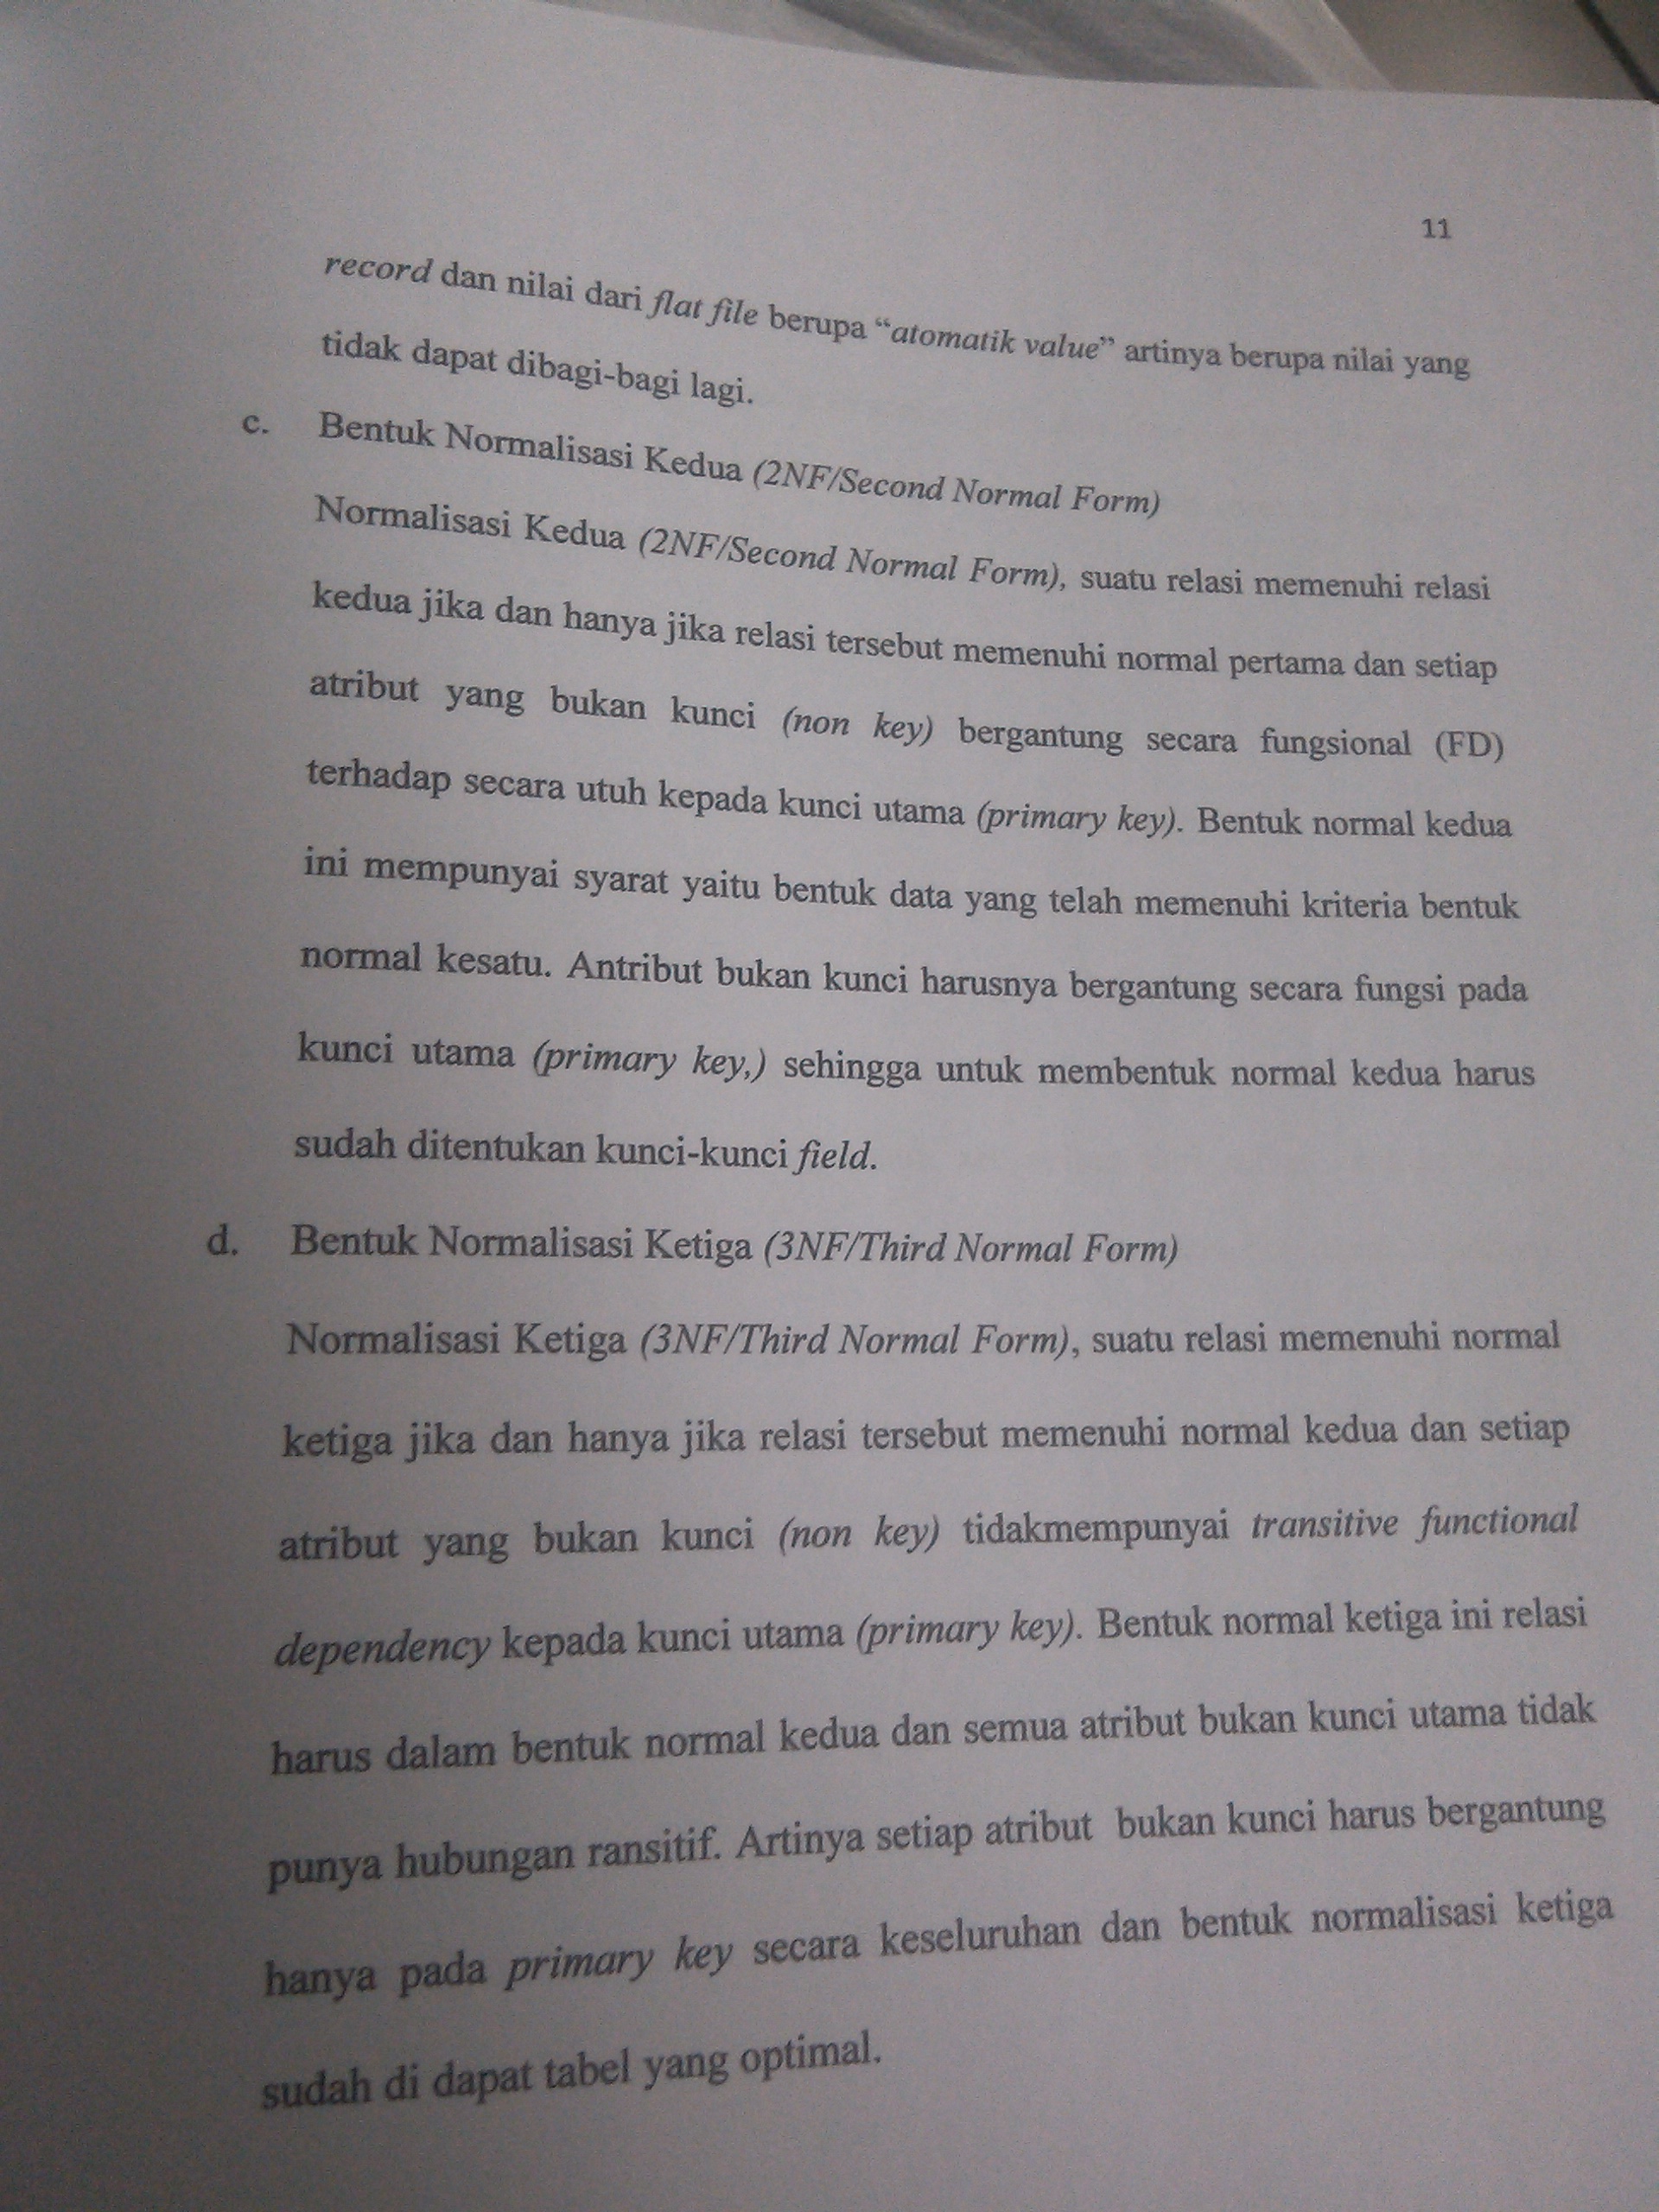 11
record dan nilai dari flat file berupa “atomatik value” artinya berupa nilai yang
tidak dapat dibagi-bagi lagi.
c. Bentuk Normalisasi Kedua (2NF/Second Normal Form)
Normalisasi Kedua (2NF/Second Normal Form), suatu relasi memenuhi relasi
kedua jika dan hanya jika relasi tersebut memenuhi normal pertama dan setiap
atribut yang bukan kunci (non key) bergantung secara fungsional (FD)
terhadap secara utuh kepada kunci utama (primary key). Bentuk normal kedua
ini mempunyai syarat yaitu bentuk data yang telah memenuhi kriteria bentuk
normal kesatu. Antribut bukan kunci harusnya bergantung secara fungsi pada
kunci utama (primary key,) sehingga untuk membentuk normal kedua harus
sudah ditentukan kunci-kunci field.
d. Bentuk Normalisasi Ketiga (3NF/Third Normal Form)
Normalisasi Ketiga (3NF/Third Normal Form), suatu relasi memenuhi normal
ketiga jika dan hanya jika relasi tersebut memenuhi normal kedua dan setiap
atribut yang bukan kunci (non key) tidakmempunyai transitive functional
dependency kepada kunci utama (primary key). Bentuk normal ketiga ini relasi
harus dalam bentuk normal kedua dan semua atribut bukan kunci utama tidak
punya hubungan ransitif. Artinya setiap atribut bukan kunci harus bergantung
hanya pada primary key secara keseluruhan dan bentuk normalisasi ketiga
sudah di dapat tabel yang optimal.